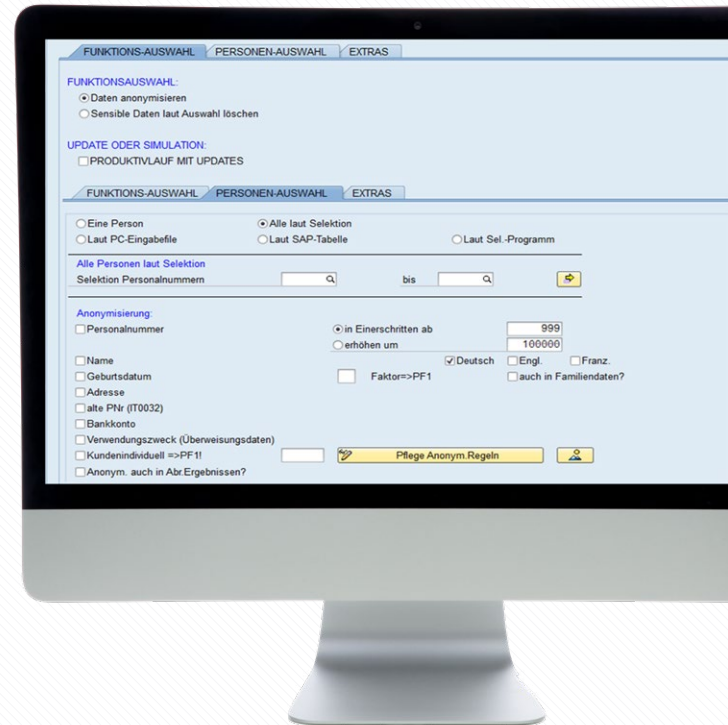 FUNKTIONS-AUSWAHL PERSONEN-AUSWAHL EXTRAS
FUNKTIONSAUSWAHL:
Daten anonymisieren
Sensible Daten laut Auswahl löschen
UPDATE ODER SIMULATION:
PRODUKTIVLAUF MIT UPDATES
FUNKTIONS-AUSWAHL PERSONEN-AUSWAHL EXTRAS
Eine Person Alle laut Selektion
Laut PC-Eingabefile Laut SAP-Tabelle Laut Sel.-Programm
Alle Personen laut Selektion
Selektion Personalnummern bis
Anonymisierung:
Personalnummer in Einerschritten ab 999
erhöhen um 100000
Name Deutsch Engl. Franz.
Geburtsdatum Faktor=>PF1 auch in Familiendaten?
Adresse
alte PNr (IT0032)
Bankkonto
Verwendungszweck (Überweisungsdaten)
Kundenindividuell =>PF1! Pflege Anonym.Regeln
Anonym. auch in Abr.Ergebnissen?